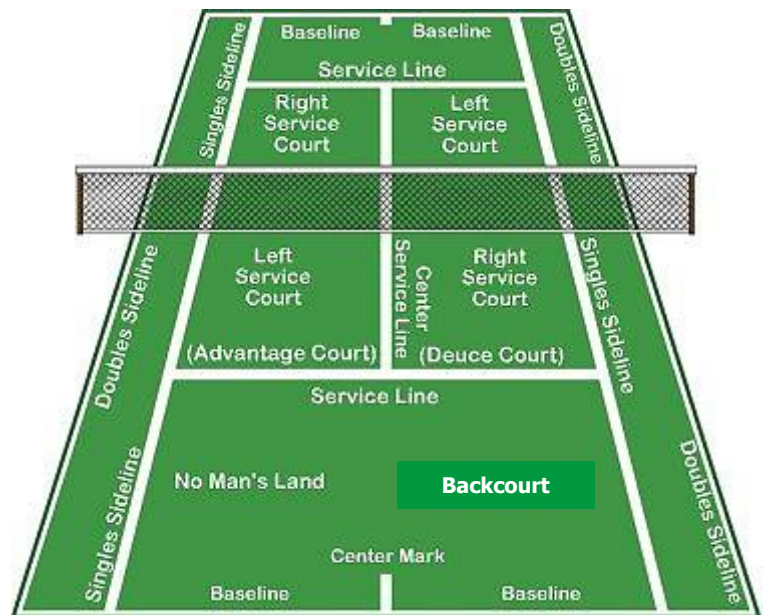 Baseline Baseline
Service Line
Singles Sideline
Doubles Sideline
Right
Service
Court
Left
Service
Court
Doubles Sideline
Left
Service
Court
(Advantage Court)
Center
Service Line
Right
Service
Court
(Deuce Court)
Singles Sideline
Service Line
Singles Sideline
No Man's Land
Backcourt
Doubles Sideline
Center Mark
Baseline Baseline